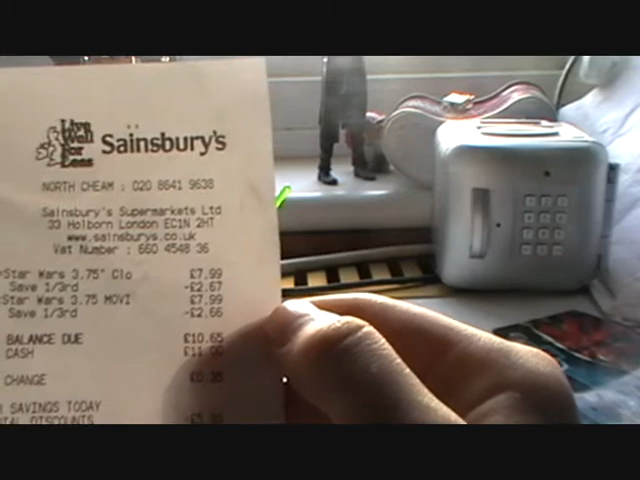 Live
Well
For
Less
Sainsbury's
NORTH CHEAM : 020 8641 9638
Sainsbury's Supermarkets Ltd
33 Holborn London EC1N 2HT
www.sainsburys.co.uk
Vat Number : 660 4548 36
*Star Wars 3.75" Clo £7.99
Save 1/3rd -£2.67
*Star Wars 3.75 MOVI £7.99
Save 1/3rd -£2.66
BALANCE DUE £10.65
CASH £11.00
CHANGE £0.35
SAVINGS TODAY
DISCOUNTS